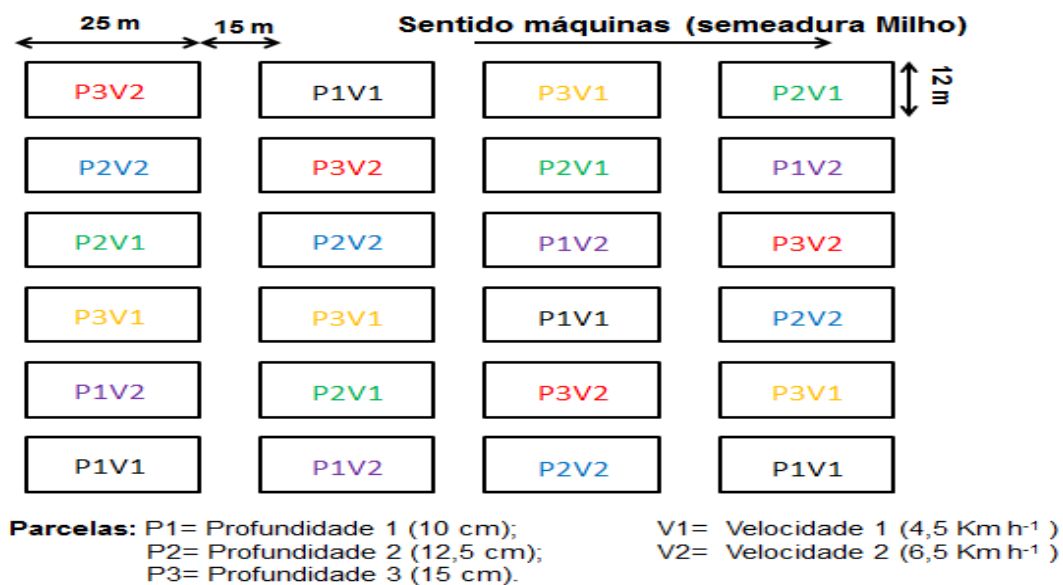 25 m 15 m Sentido máquinas (semeadura Milho)
12 m
P3V2 P1V1 P3V1 P2V1
P2V2 P3V2 P2V1 P1V2
P2V1 P2V2 P1V2 P3V2
P3V1 P3V1 P1V1 P2V2
P1V2 P2V1 P3V2 P3V1
P1V1 P1V2 P2V2 P1V1
Parcelas: P1= Profundidade 1 (10 cm); V1= Velocidade 1 (4,5 Km h⁻¹ )
P2= Profundidade 2 (12,5 cm); V2= Velocidade 2 (6,5 Km h⁻¹ )
P3= Profundidade 3 (15 cm).